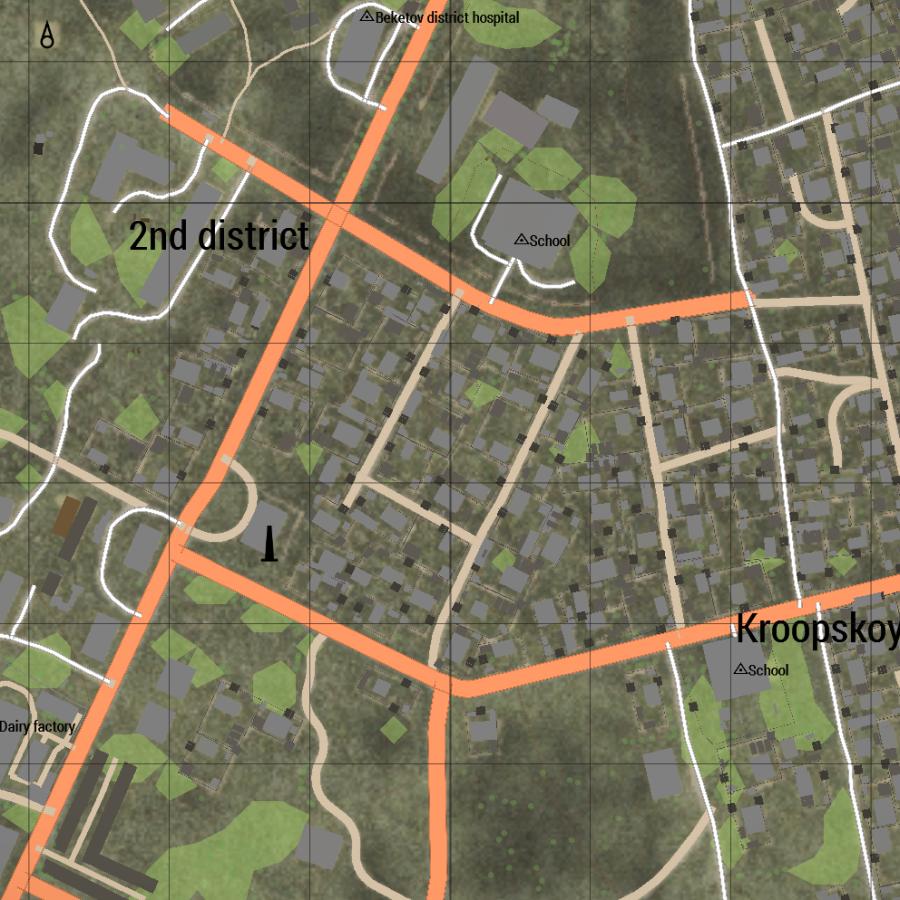 Beketov district hospital
2nd district
School
Kroopskoy
School
Dairy factory